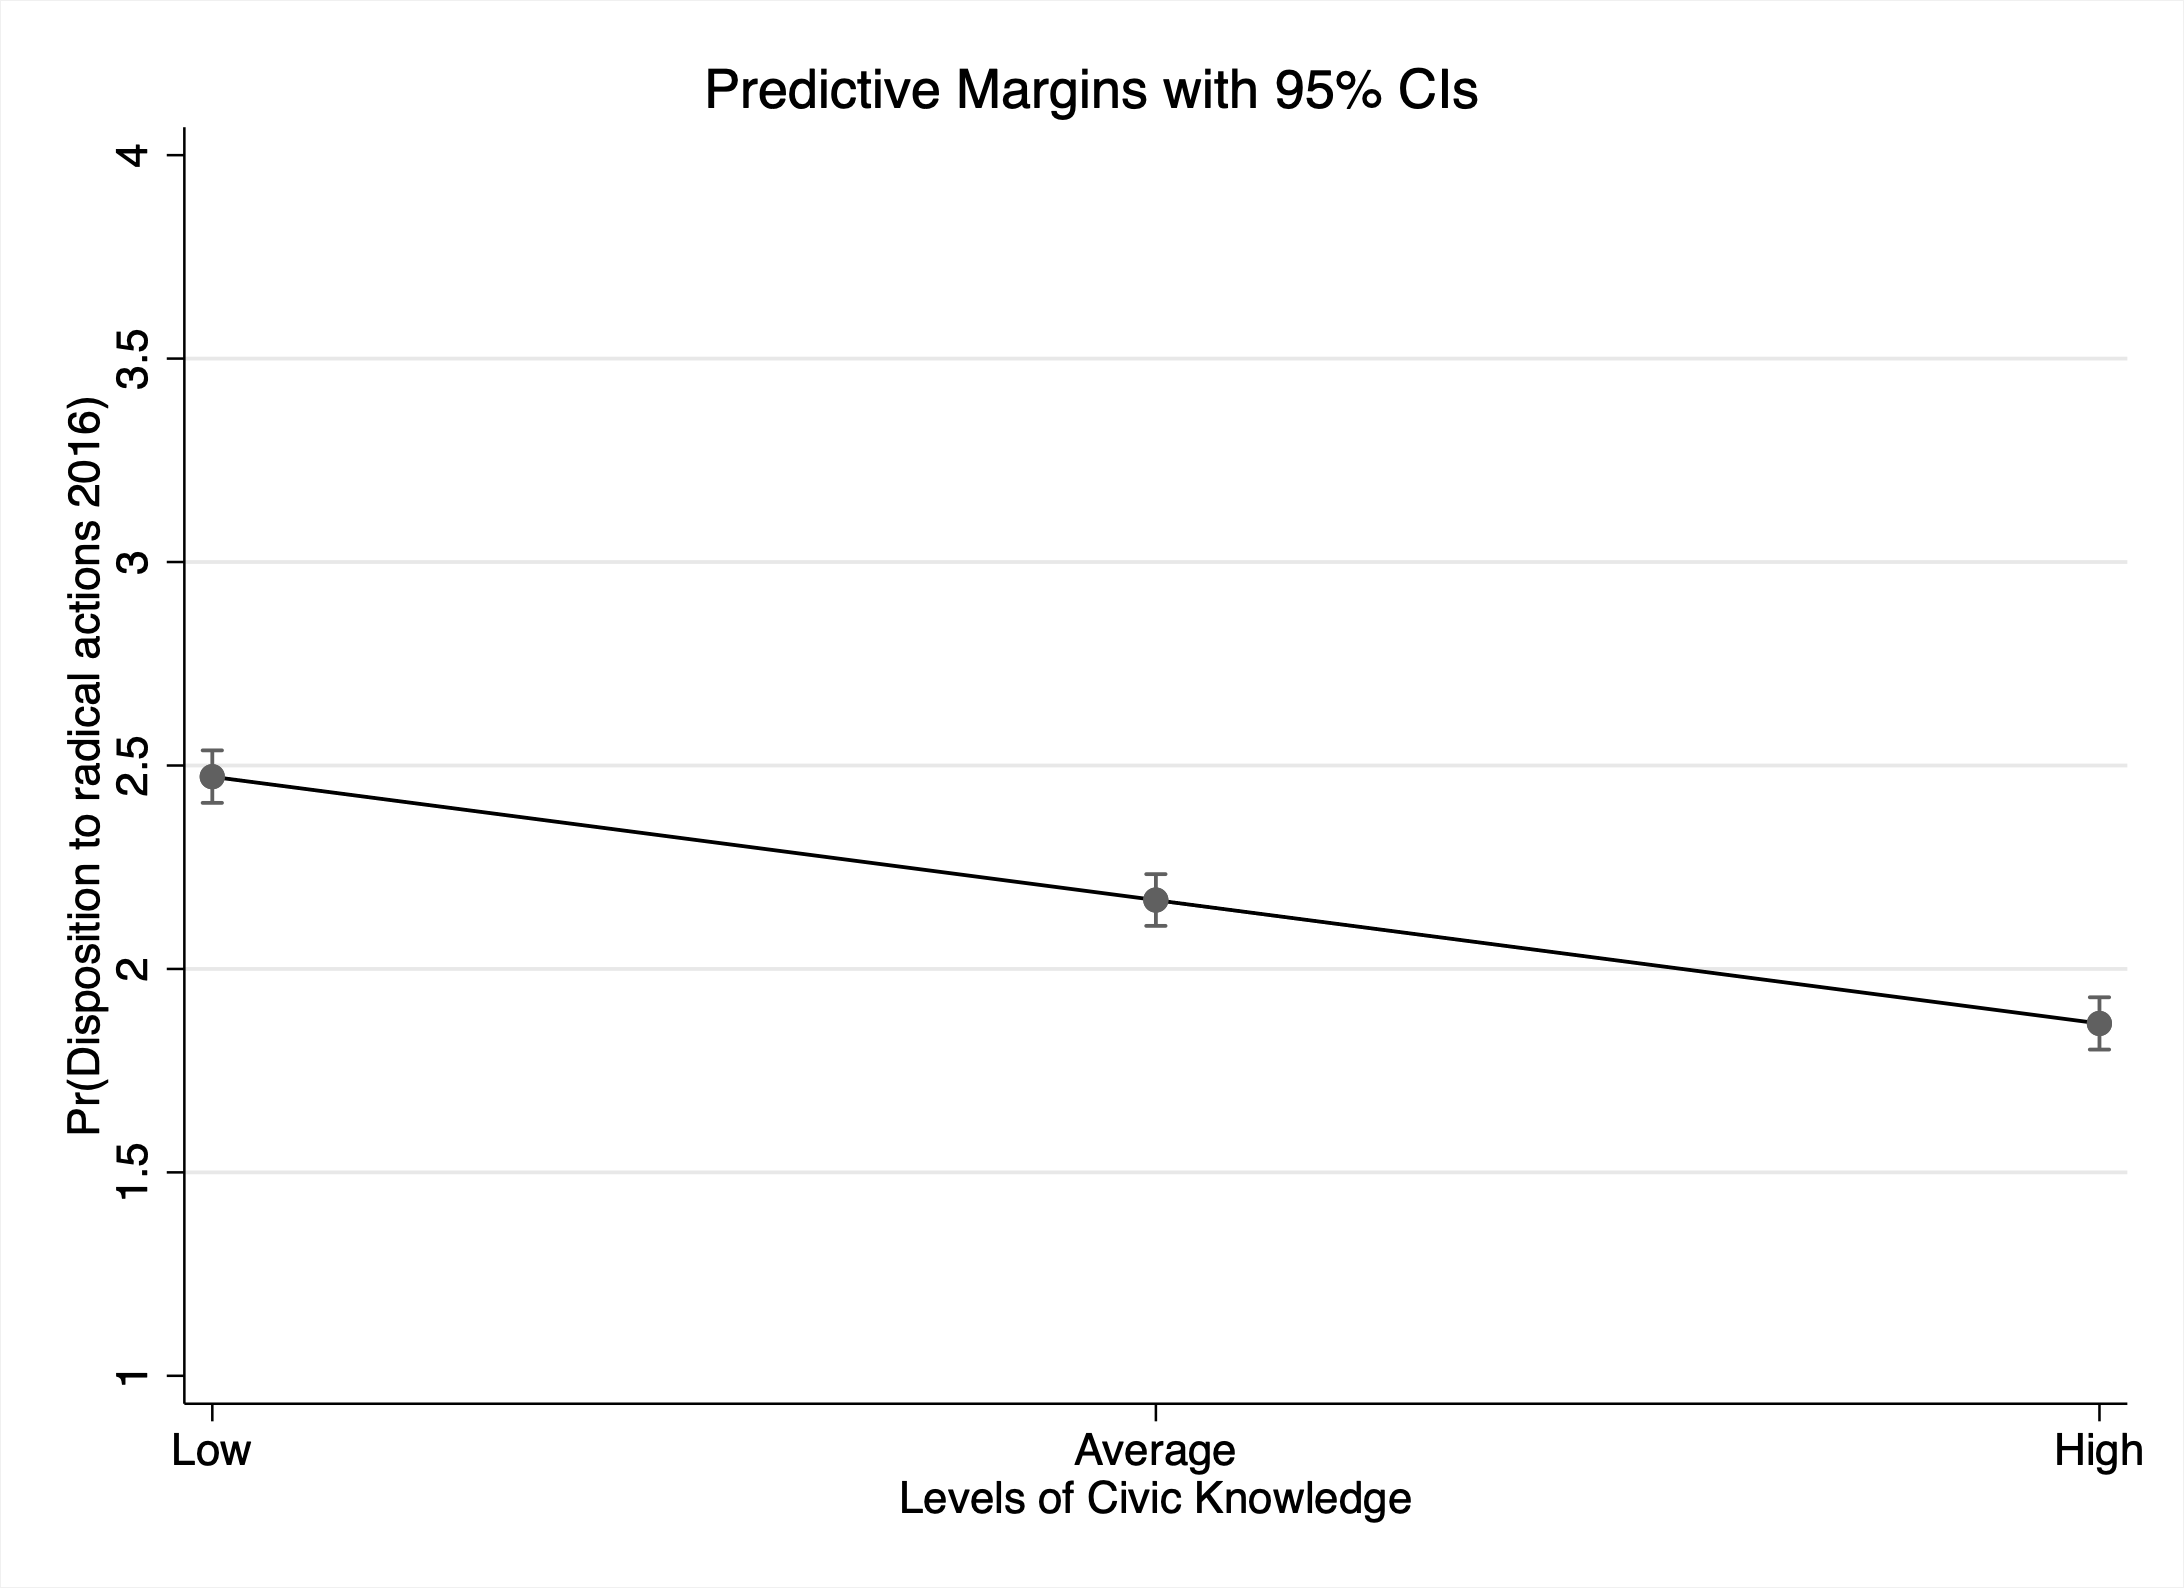 Predictive Margins with 95% CIs
Pr(Disposition to radical actions 2016)
4
3.5
3
2.5
2
1.5
1
Low Average High
Levels of Civic Knowledge